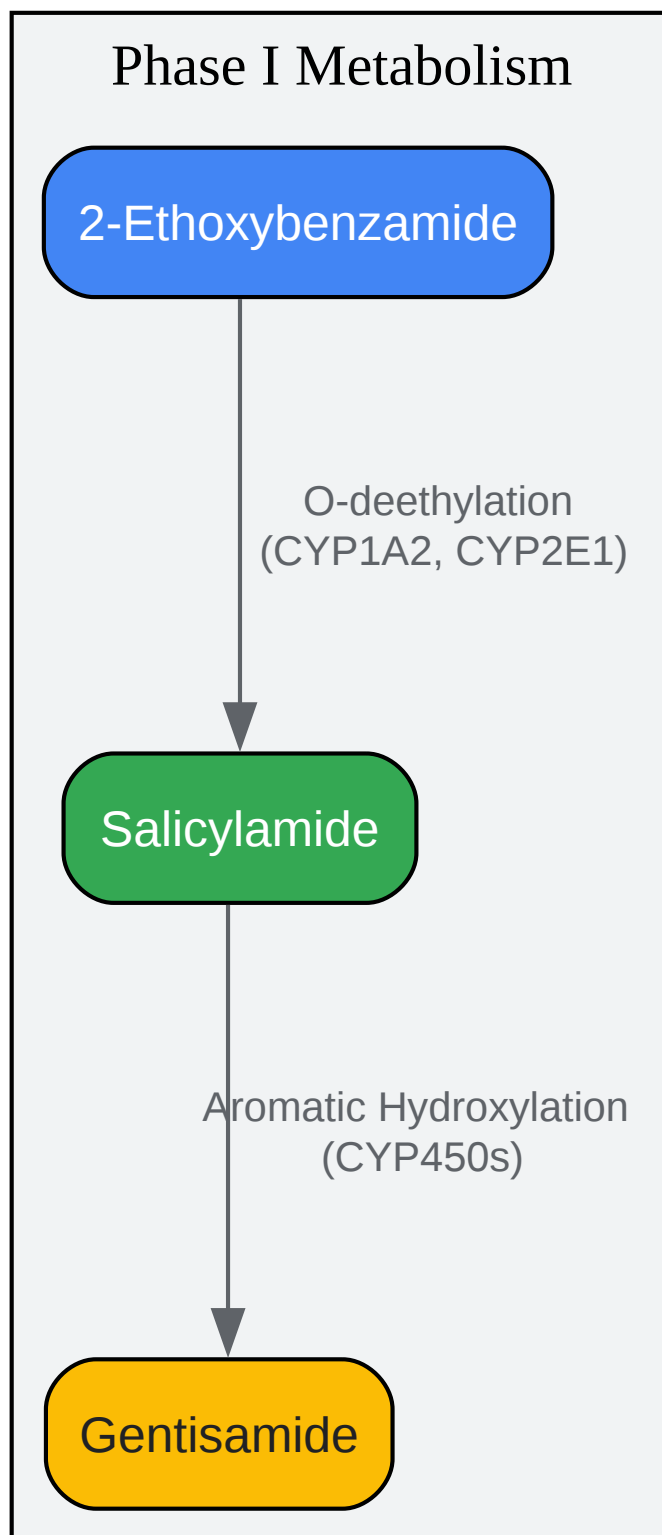 Phase I Metabolism
2-Ethoxybenzamide
O-deethylation
(CYP1A2, CYP2E1)
Salicylamide
Aromatic Hydroxylation
(CYP450s)
Gentisamide